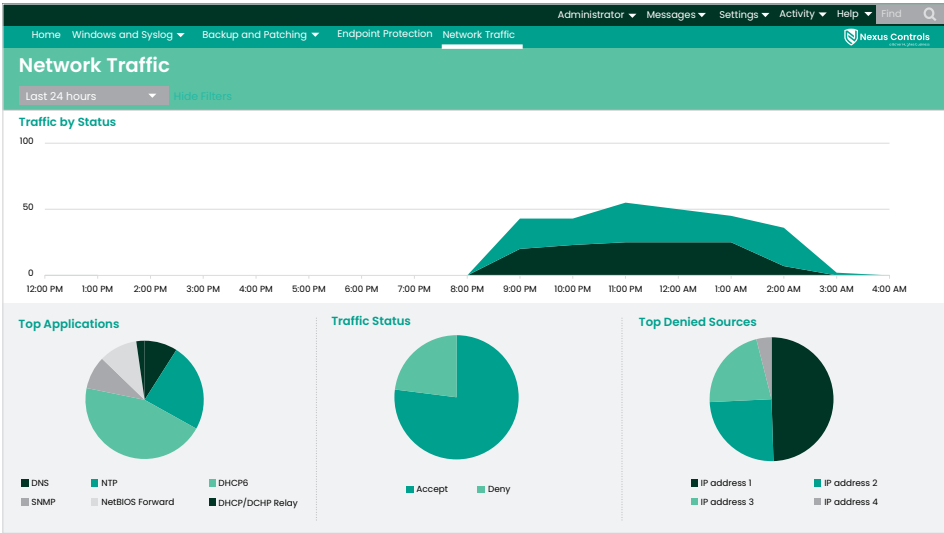 Administrator Messages Settings Activity Help Find
Home Windows and Syslog Backup and Patching Endpoint Protection Network Traffic
Nexus Controls
Network Traffic
Last 24 hours Hide Filters
Traffic by Status
100
50
0
12:00 PM 1:00 PM 2:00 PM 3:00 PM 4:00 PM 5:00 PM 6:00 PM 7:00 PM 8:00 PM 9:00 PM 10:00 PM 11:00 PM 12:00 AM 1:00 AM 2:00 AM 3:00 AM 4:00 AM
Top Applications
DNS NTP DHCP6
SNMP NetBIOS Forward DHCP/DCHP Relay
Traffic Status
Accept Deny
Top Denied Sources
IP address 1 IP address 2
IP address 3 IP address 4